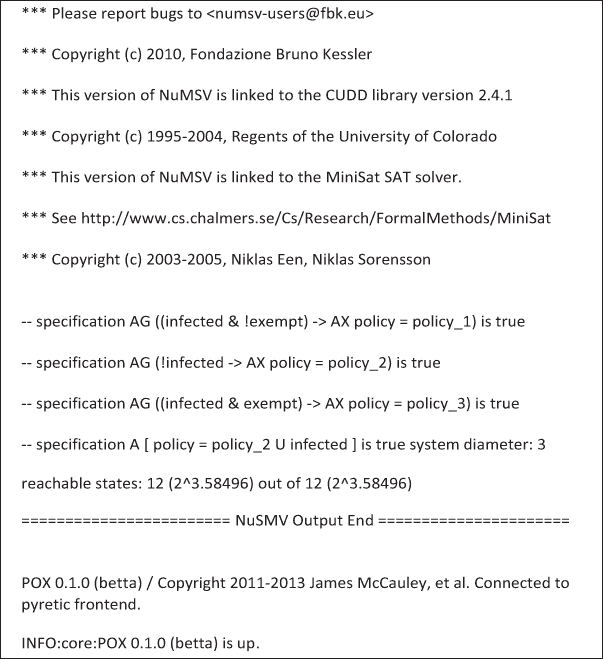 *** Please report bugs to <numsv-users@fbk.eu>
*** Copyright (c) 2010, Fondazione Bruno Kessler
*** This version of NuMSV is linked to the CUDD library version 2.4.1
*** Copyright (c) 1995-2004, Regents of the University of Colorado
*** This version of NuMSV is linked to the MiniSat SAT solver.
*** See http://www.cs.chalmers.se/Cs/Research/FormalMethods/MiniSat
*** Copyright (c) 2003-2005, Niklas Een, Niklas Sorensson
-- specification AG ((infected & !exempt) -> AX policy = policy_1) is true
-- specification AG (!infected -> AX policy = policy_2) is true
-- specification AG ((infected & exempt) -> AX policy = policy_3) is true
-- specification A [ policy = policy_2 U infected ] is true system diameter: 3
reachable states: 12 (2^3.58496) out of 12 (2^3.58496)
======================== NuSMV Output End ======================
POX 0.1.0 (betta) / Copyright 2011-2013 James McCauley, et al. Connected to
pyretic frontend.
INFO:core:POX 0.1.0 (betta) is up.